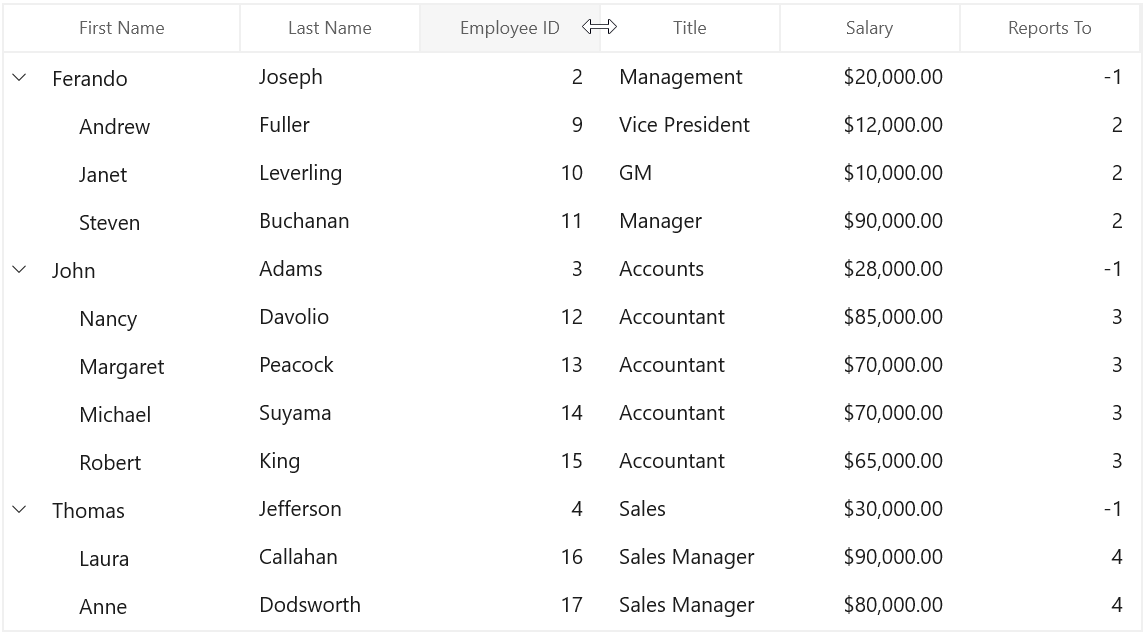 First Name Last Name Employee ID Title Salary Reports To
Ferando Joseph 2 Management $20,000.00 -1
Andrew Fuller 9 Vice President $12,000.00 2
Janet Leverling 10 GM $10,000.00 2
Steven Buchanan 11 Manager $90,000.00 2
John Adams 3 Accounts $28,000.00 -1
Nancy Davolio 12 Accountant $85,000.00 3
Margaret Peacock 13 Accountant $70,000.00 3
Michael Suyama 14 Accountant $70,000.00 3
Robert King 15 Accountant $65,000.00 3
Thomas Jefferson 4 Sales $30,000.00 -1
Laura Callahan 16 Sales Manager $90,000.00 4
Anne Dodsworth 17 Sales Manager $80,000.00 4